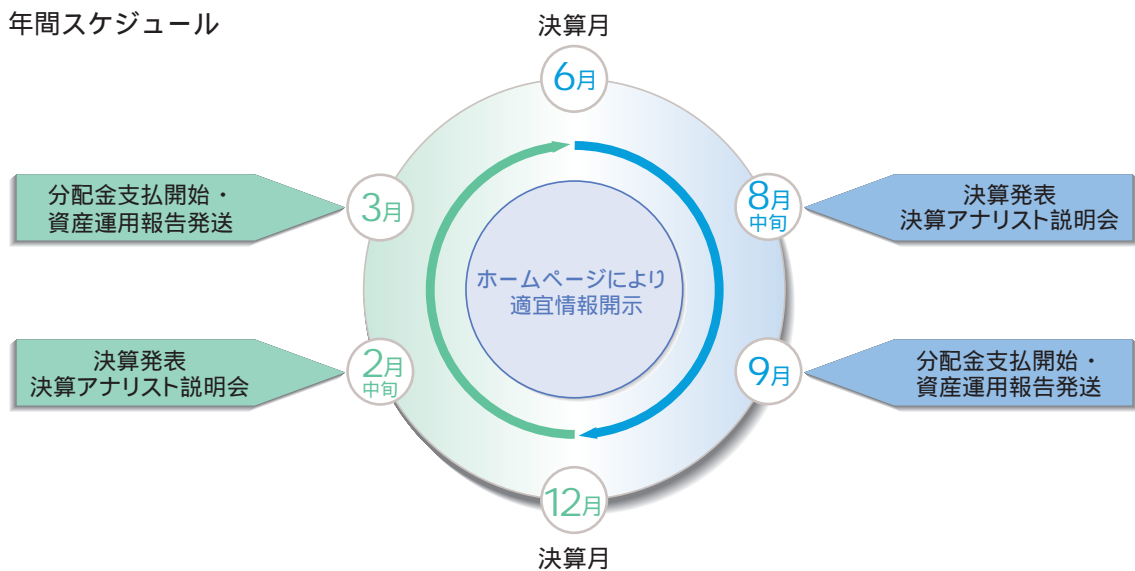 年間スケジュール
決算月
6月
分配金支払開始・
資産運用報告発送
3月
8月
中旬
決算発表
決算アナリスト説明会
ホームページにより
適宜情報開示
決算発表
決算アナリスト説明会
2月
中旬
9月
分配金支払開始・
資産運用報告発送
12月
決算月